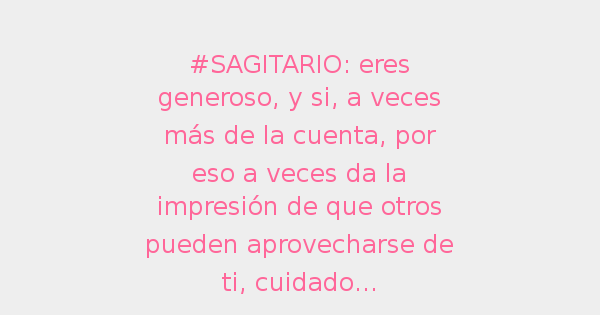 #SAGITARIO: eres
generoso, y si, a veces
más de la cuenta, por
eso a veces da la
impresión de que otros
pueden aprovecharse de
ti, cuidado...